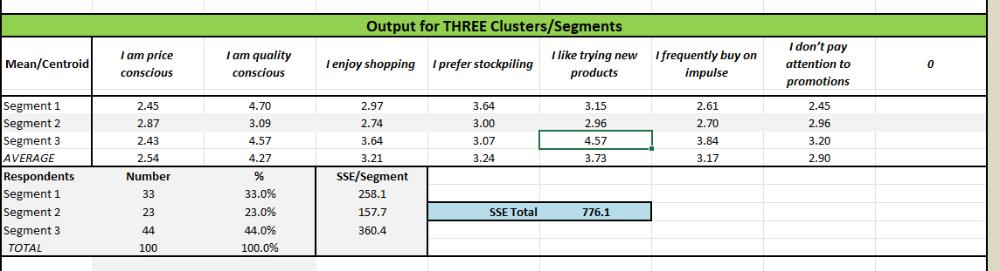 Output for THREE Clusters/Segments
Mean/Centroid I am price conscious I am quality conscious I enjoy shopping I prefer stockpiling I like trying new products I frequently buy on impulse I don't pay attention to promotions 0
Segment 1 2.45 4.70 2.97 3.64 3.15 2.61 2.45
Segment 2 2.87 3.09 2.74 3.00 2.96 2.70 2.96
Segment 3 2.43 4.57 3.64 3.07 4.57 3.84 3.20
AVERAGE 2.54 4.27 3.21 3.24 3.73 3.17 2.90
Respondents Number % SSE/Segment
Segment 1 33 33.0% 258.1
Segment 2 23 23.0% 157.7 SSE Total 776.1
Segment 3 44 44.0% 360.4
TOTAL 100 100.0%